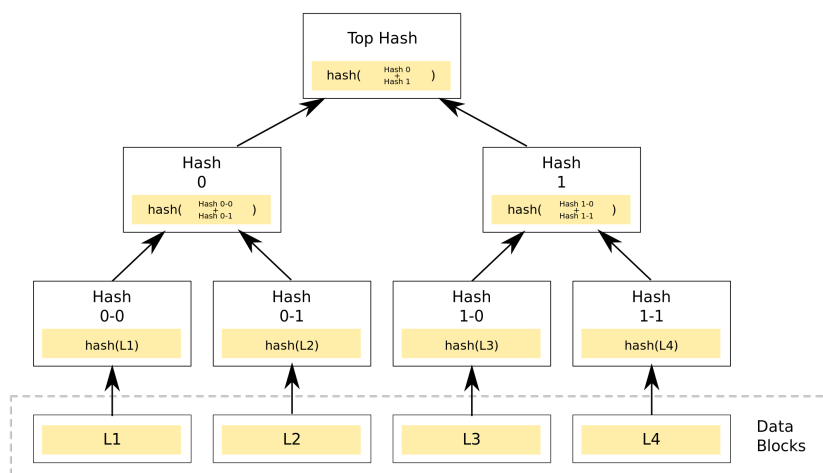 Top Hash
hash( Hash 0 + Hash 1 )
Hash
0
hash( Hash 0-0 + Hash 0-1 )
Hash
1
hash( Hash 1-0 + Hash 1-1 )
Hash
0-0
hash(L1)
Hash
0-1
hash(L2)
Hash
1-0
hash(L3)
Hash
1-1
hash(L4)
L1
L2
L3
L4
Data
Blocks